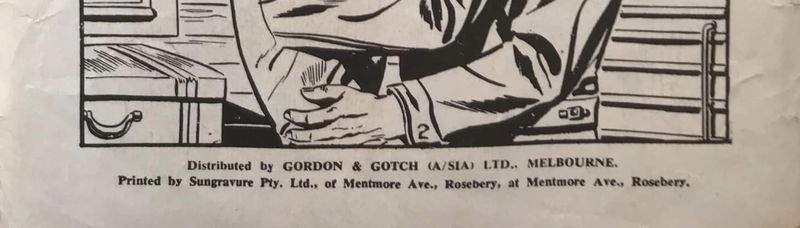 2
Distributed by GORDON & GOTCH (A/SIA) LTD., MELBOURNE.
Printed by Sungravure Pty. Ltd., of Mentmore Ave., Rosebery, at Mentmore Ave., Rosebery.